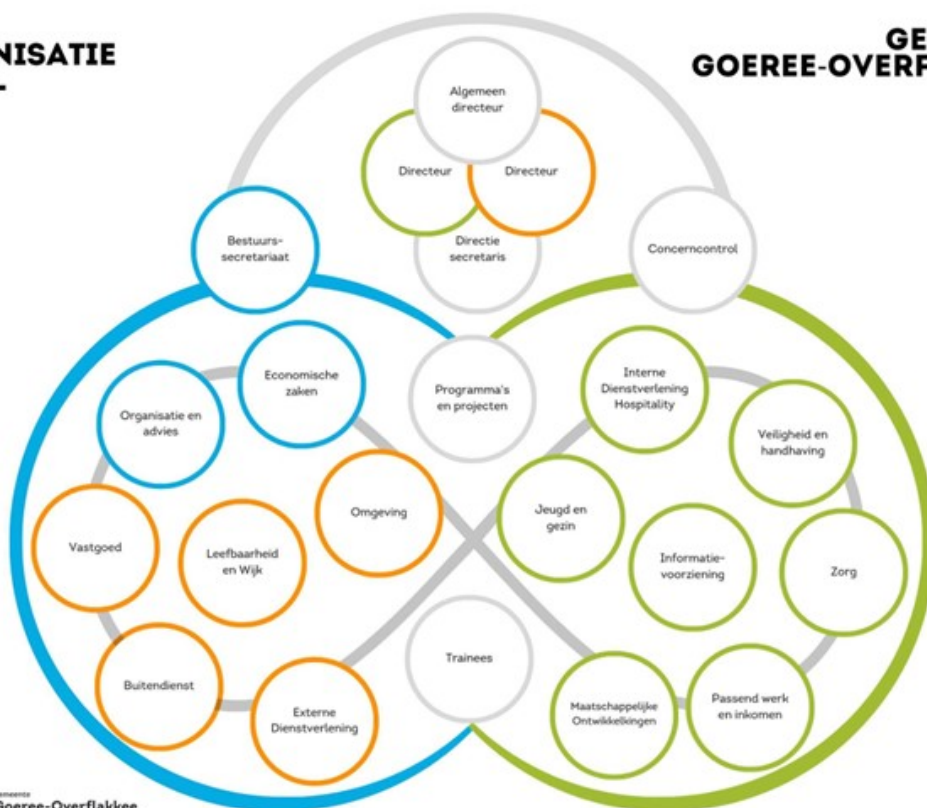 NISATIE
GE
GOEREE-OVERF
Algemeen
directeur
Directeur
Directeur
Directie
secretaris
Bestuurs-
secretariaat
Concerncontrol
Economische
zaken
Programma's
en projecten
Interne
Dienstverlening
Hospitality
Organisatie en
advies
Veiligheid en
handhaving
Omgeving
Jeugd en
gezin
Vastgoed
Leefbaarheid
en Wijk
Informatie-
voorziening
Zorg
Buitendienst
Externe
Dienstverlening
Trainees
Maatschappelijke
Ontwikkelkingen
Passend werk
en inkomen
emeente
Goeree-Overflakkee